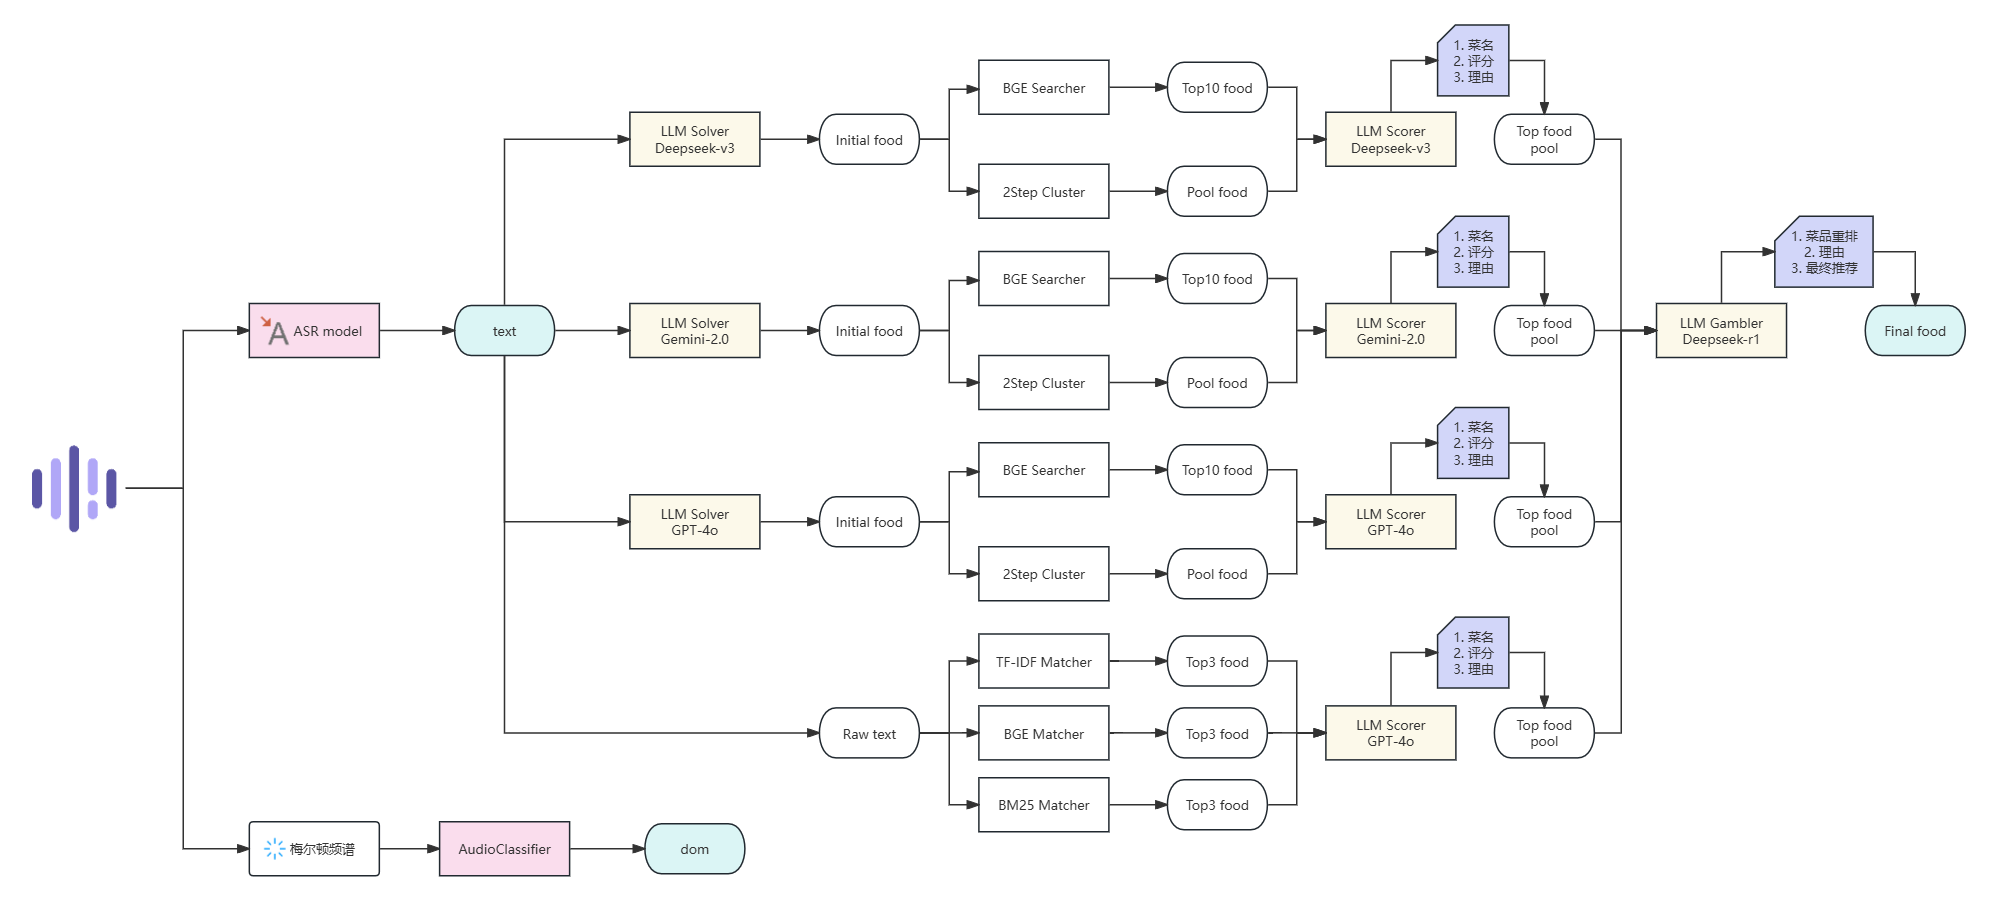 1. 菜名
2. 评分
3. 理由
BGE Searcher
Top10 food
LLM Solver
Deepseek-v3
Initial food
LLM Scorer
Deepseek-v3
Top food
pool
2Step Cluster
Pool food
1. 菜名
2. 评分
3. 理由
1. 菜品重排
2. 理由
3. 最终推荐
BGE Searcher
Top10 food
A
ASR model
text
LLM Solver
Gemini-2.0
Initial food
LLM Scorer
Gemini-2.0
Top food
pool
LLM Gambler
Deepseek-r1
Final food
2Step Cluster
Pool food
1. 菜名
2. 评分
3. 理由
BGE Searcher
Top10 food
LLM Solver
GPT-4o
Initial food
LLM Scorer
GPT-4o
Top food
pool
2Step Cluster
Pool food
1. 菜名
2. 评分
3. 理由
TF-IDF Matcher
Top3 food
Raw text
BGE Matcher
Top3 food
LLM Scorer
GPT-4o
Top food
pool
BM25 Matcher
Top3 food
梅尔顿频谱
AudioClassifier
dom